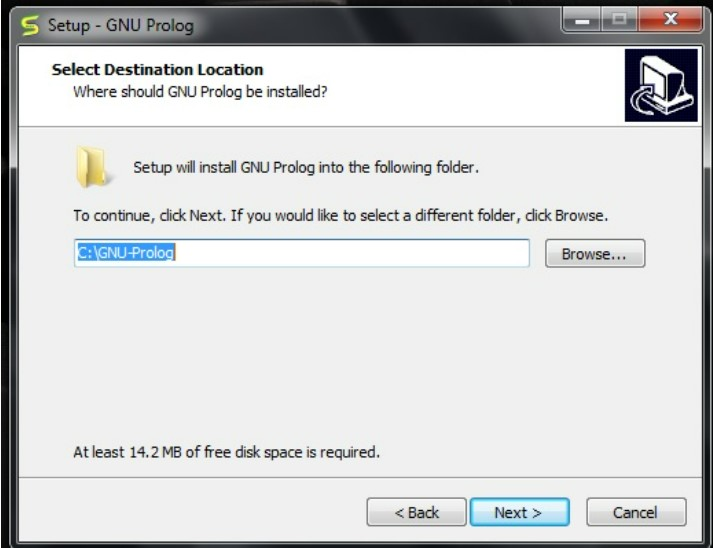 Setup - GNU Prolog
Select Destination Location
Where should GNU Prolog be installed?
Setup will install GNU Prolog into the following folder.
To continue, click Next. If you would like to select a different folder, click Browse.
C:\GNU-Prolog
Browse...
At least 14.2 MB of free disk space is required.
< Back
Next >
Cancel